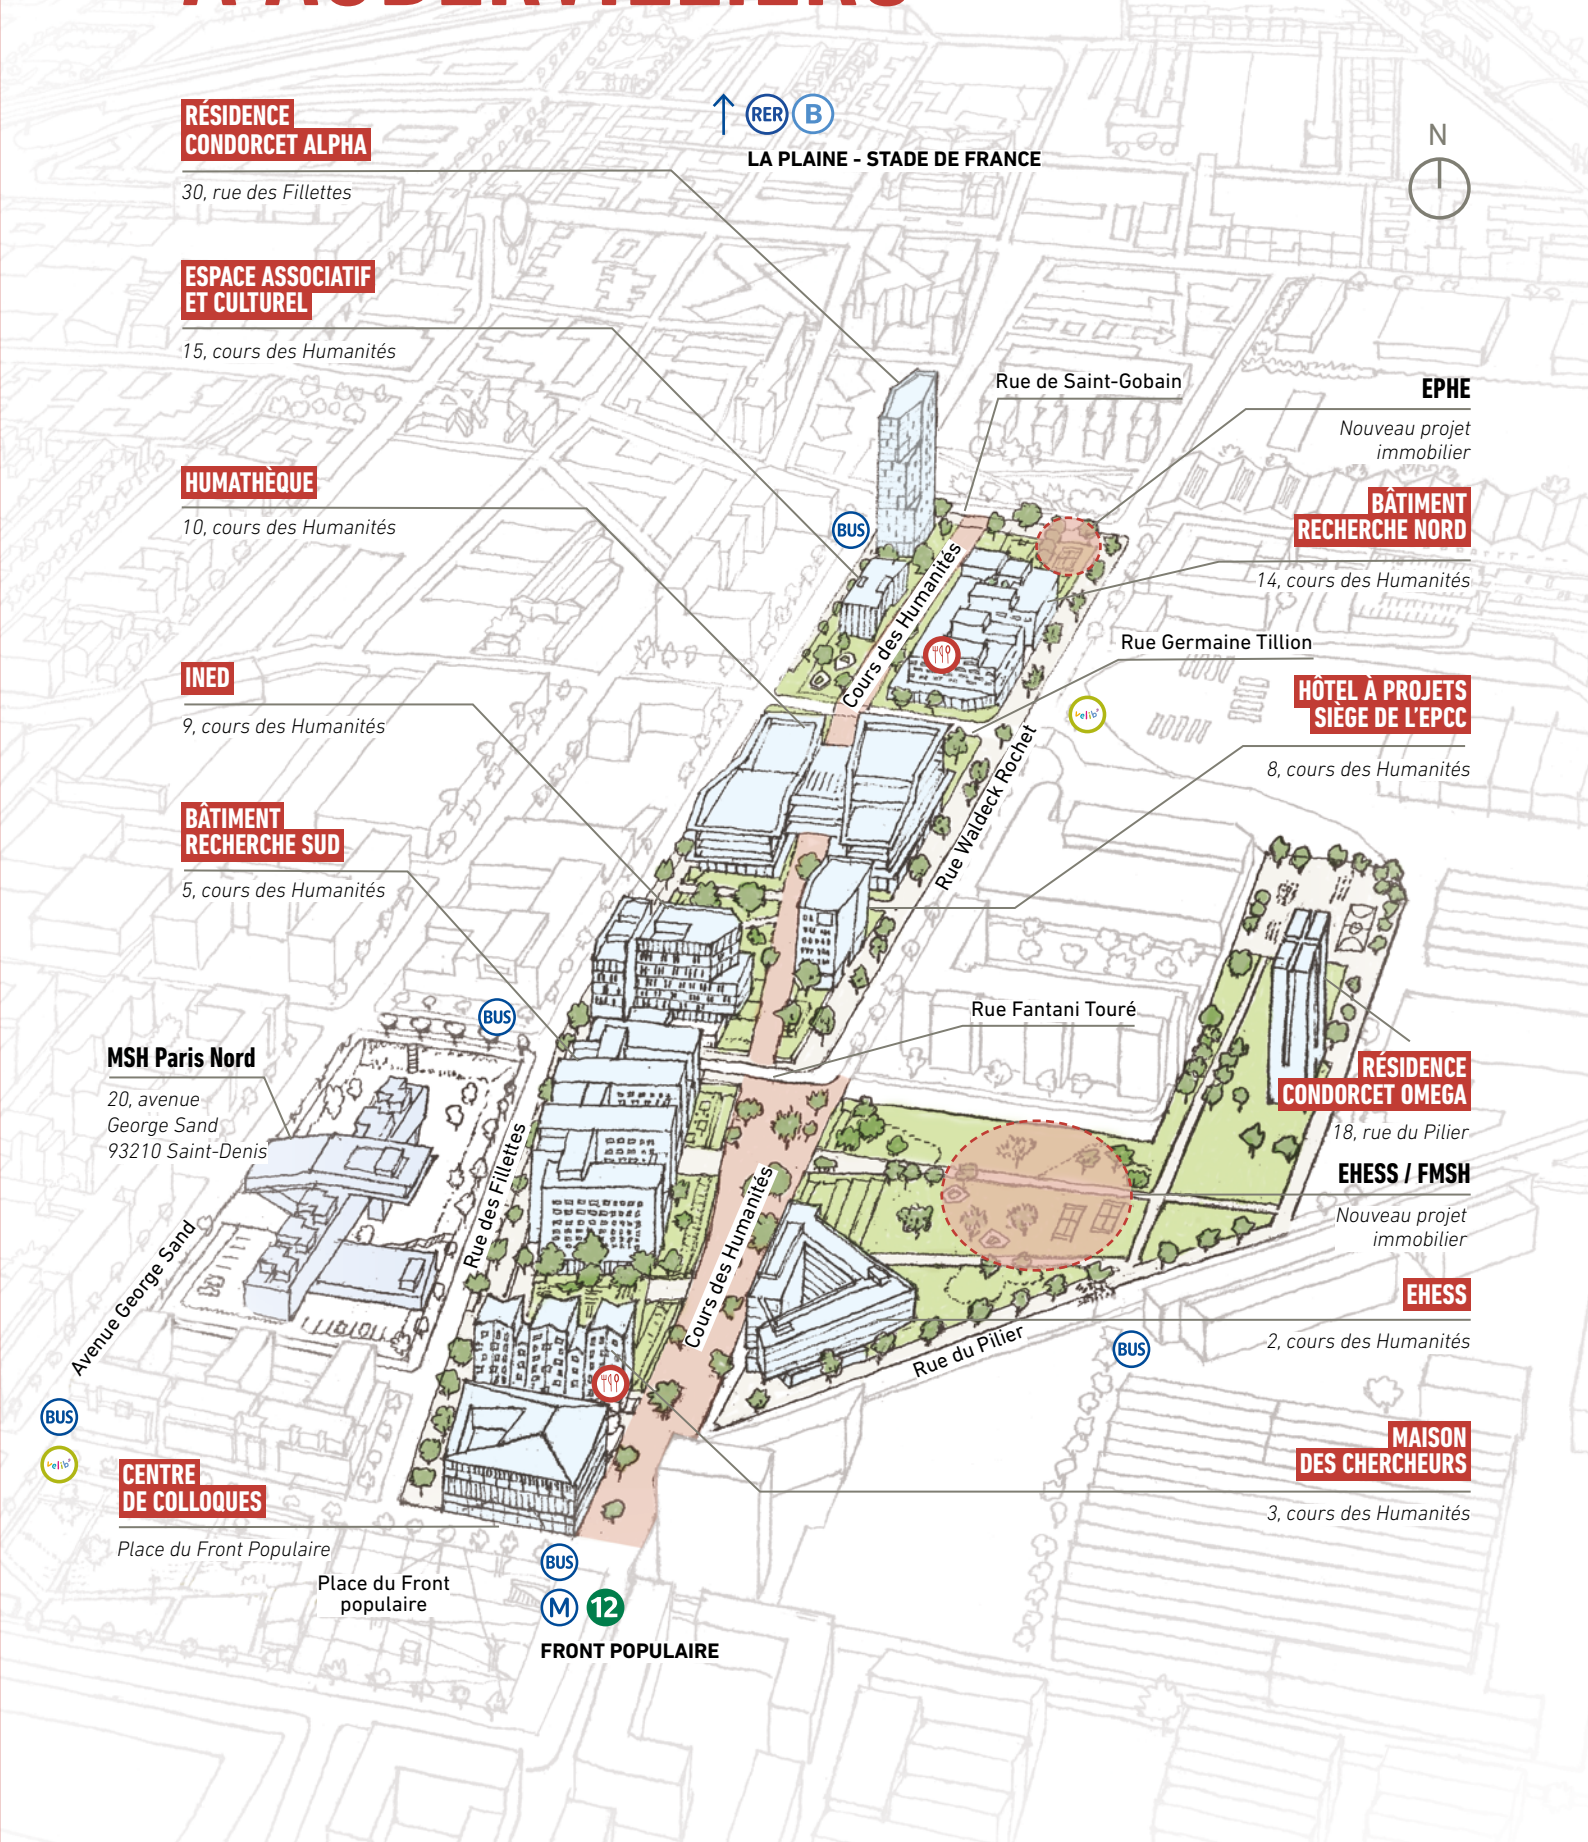 À AUBERVILLIERS
RER B
LA PLAINE - STADE DE FRANCE
N
RÉSIDENCE
CONDORCET ALPHA
30, rue des Fillettes
ESPACE ASSOCIATIF
ET CULTUREL
15, cours des Humanités
HUMATHÈQUE
10, cours des Humanités
INED
9, cours des Humanités
BÂTIMENT
RECHERCHE SUD
5, cours des Humanités
MSH Paris Nord
20, avenue
George Sand
93210 Saint-Denis
CENTRE
DE COLLOQUES
Place du Front Populaire
Place du Front
populaire
Rue de Saint-Gobain
EPHE
Nouveau projet
immobilier
BÂTIMENT
RECHERCHE NORD
14, cours des Humanités
Rue Germaine Tillion
HÔTEL À PROJETS
SIÈGE DE L'EPCC
8, cours des Humanités
Rue Fantani Touré
RÉSIDENCE
CONDORCET OMEGA
18, rue du Pilier
EHESS / FMSH
Nouveau projet
immobilier
EHESS
2, cours des Humanités
MAISON
DES CHERCHEURS
3, cours des Humanités
BUS
Cours des Humanités
velib'
Rue Waldeck Rochet
BUS
Rue des Fillettes
Cours des Humanités
Avenue George Sand
Rue du Pilier
BUS
BUS
velib'
BUS
M 12
FRONT POPULAIRE